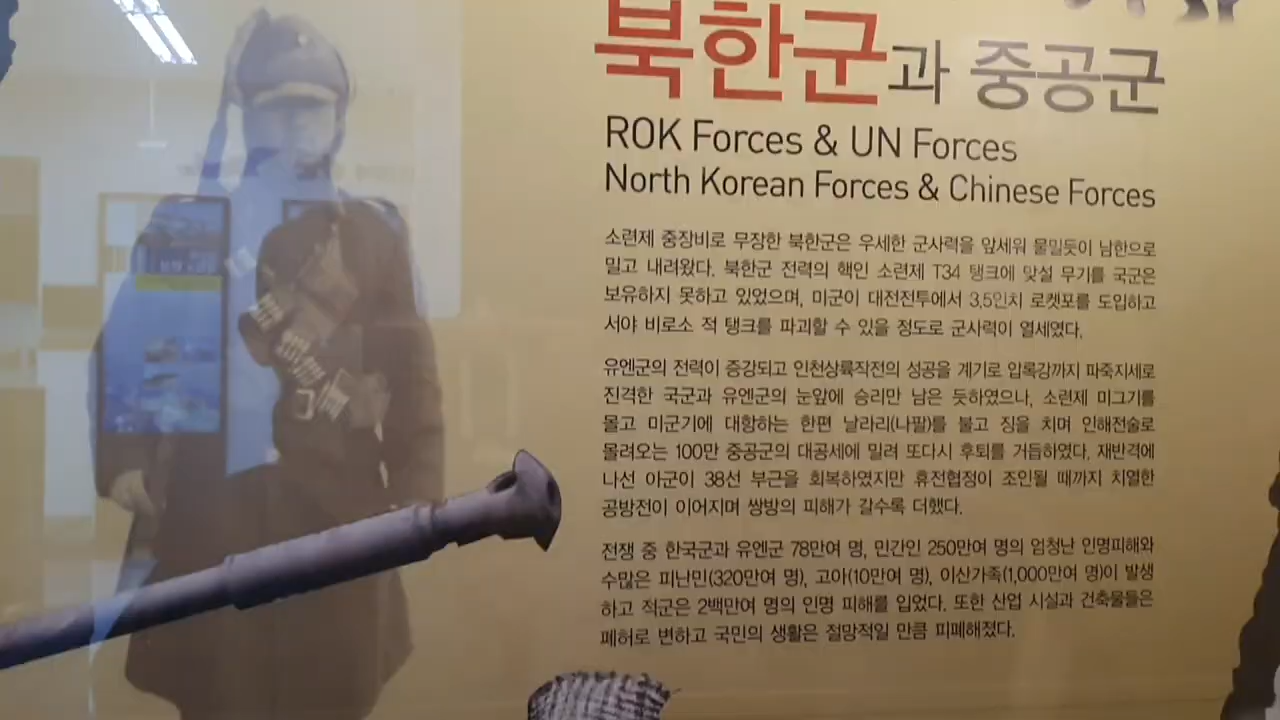 북한군과 중공군
ROK Forces & UN Forces
North Korean Forces & Chinese Forces
소련제 중장비로 무장한 북한군은 우세한 군사력을 앞세워 물밀듯이 남한으로
밀고 내려왔다. 북한군 전력의 핵인 소련제 T34 탱크에 맞설 무기를 국군은
보유하지 못하고 있었으며, 미군이 대전전투에서 3.5인치 로켓포를 도입하고
서야 비로소 적 탱크를 파괴할 수 있을 정도로 군사력이 열세였다.
유엔군의 전력이 증강되고 인천상륙작전의 성공을 계기로 압록강까지 파죽지세로
진격한 국군과 유엔군의 눈앞에 승리만 남은 듯하였으나, 소련제 미그기를
몰고 미군기에 대항하는 한편 날라리(나팔)를 불고 징을 치며 인해전술로
몰려오는 100만 중공군의 대공세에 밀려 또다시 후퇴를 거듭하였다. 재반격에
나선 아군이 38선 부근을 회복하였지만 휴전협정이 조인될 때까지 치열한
공방전이 이어지며 쌍방의 피해가 갈수록 더했다.
전쟁 중 한국군과 유엔군 78만여 명, 민간인 250만여 명의 엄청난 인명피해와
수많은 피난민(320만여 명), 고아(10만여 명), 이산가족(1,000만여 명)이 발생
하고 적군은 2백만여 명의 인명 피해를 입었다. 또한 산업 시설과 건축물들은
폐허로 변하고 국민의 생활은 절망적일 만큼 피폐해졌다.